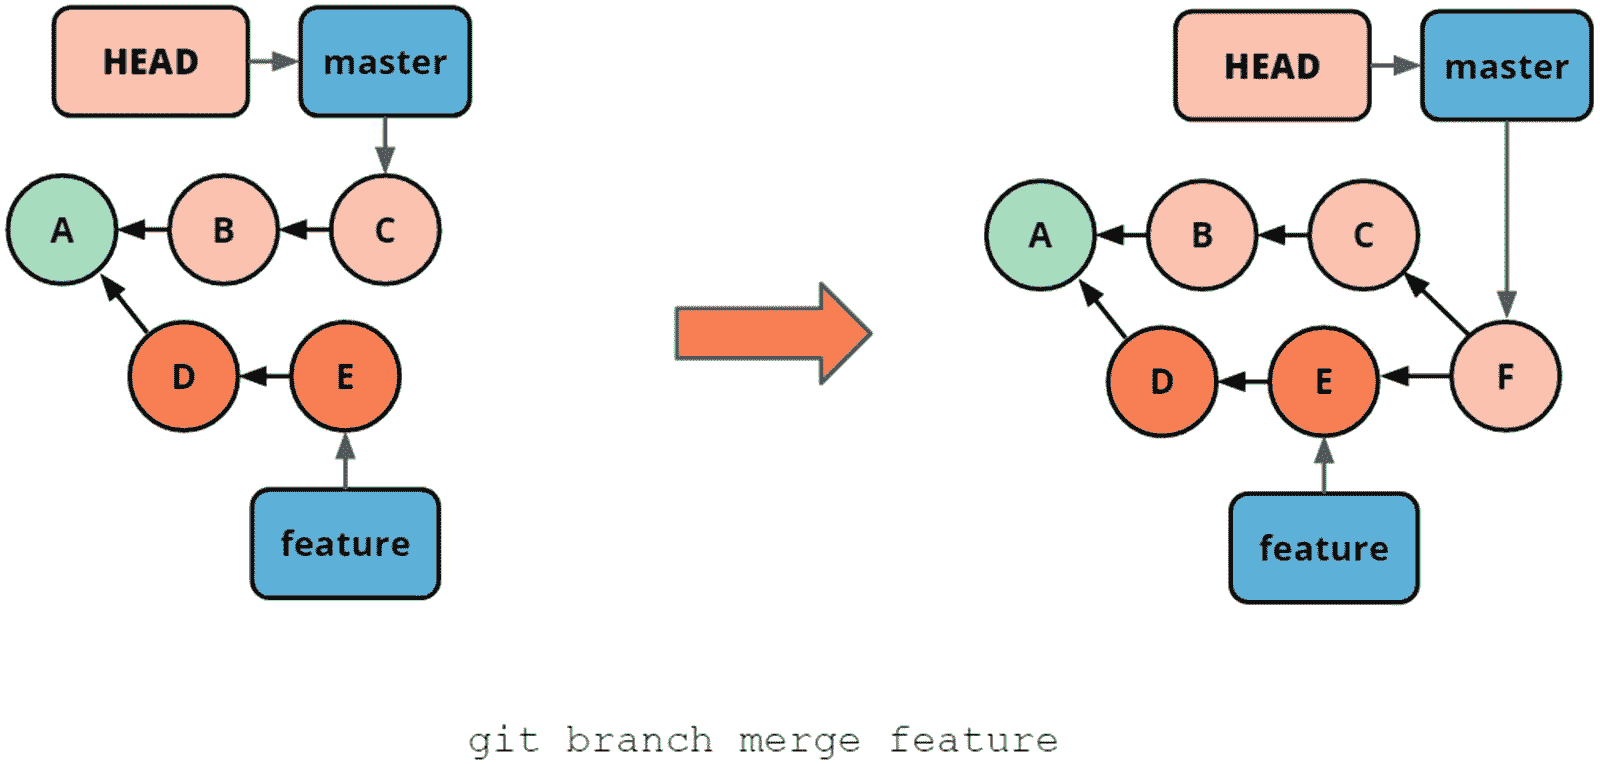 HEAD master
A B C
D E
feature
HEAD master
A B C
D E F
feature
git branch merge feature